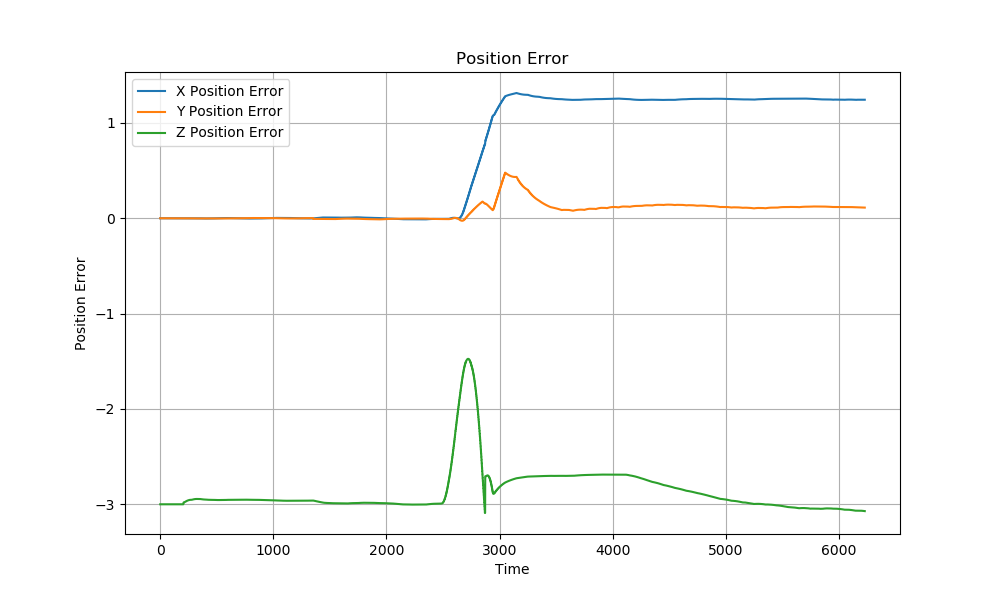 Position Error
X Position Error
Y Position Error
Z Position Error
Position Error
1
0
−1
−2
−3
0 1000 2000 3000 4000 5000 6000
Time